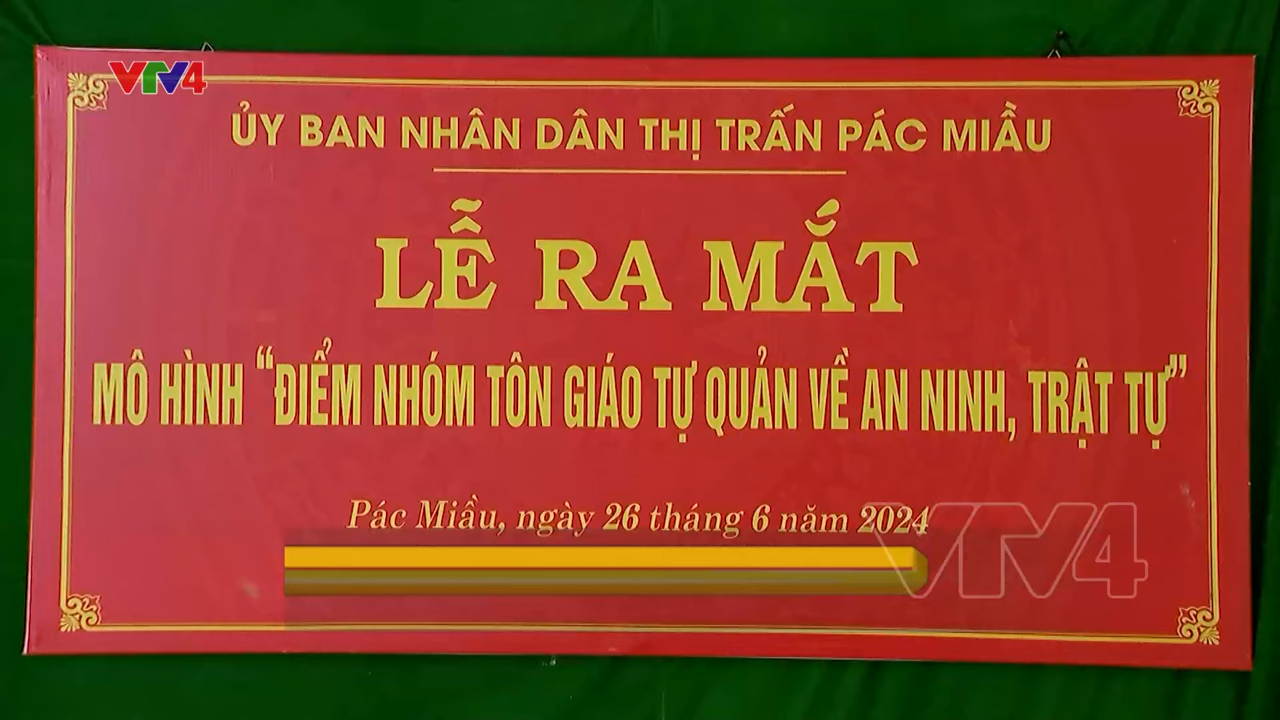 VTV4
ỦY BAN NHÂN DÂN THỊ TRẤN PÁC MIẦU
LỄ RA MẮT
MÔ HÌNH “ĐIỂM NHÓM TÔN GIÁO TỰ QUẢN VỀ AN NINH, TRẬT TỰ”
Pác Miầu, ngày 26 tháng 6 năm 2024
VTV4